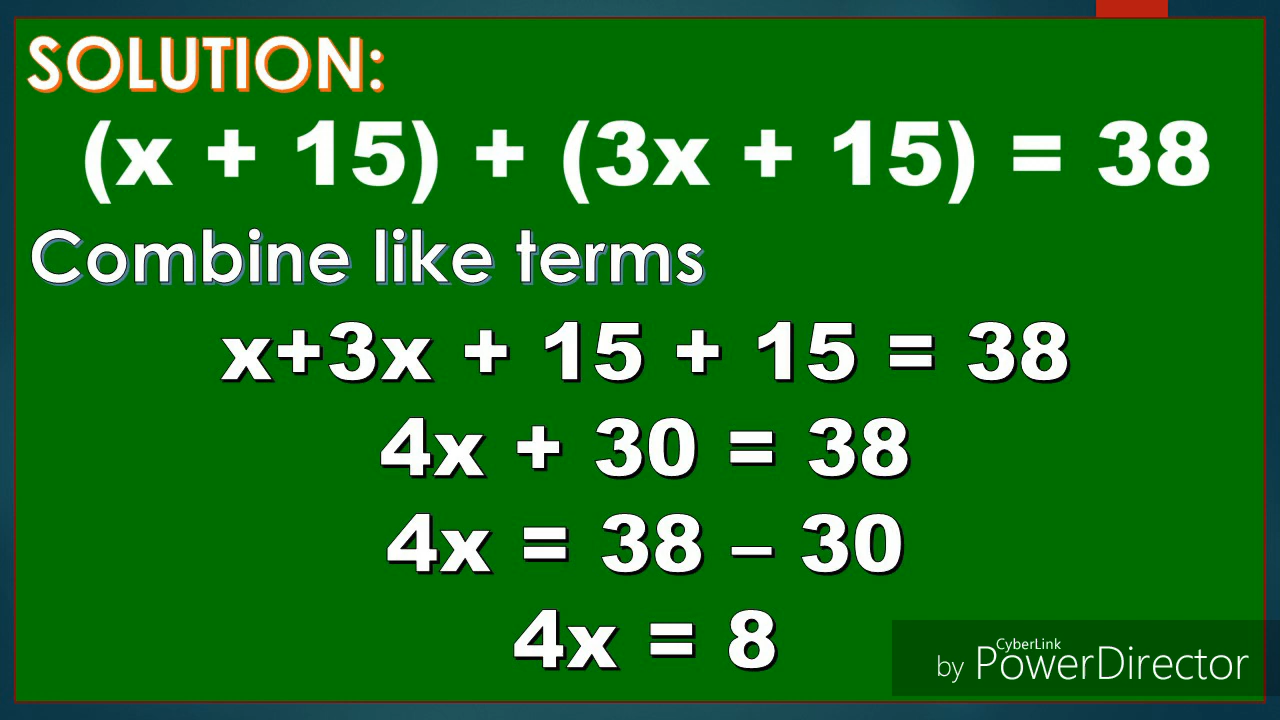 SOLUTION:
(x + 15) + (3x + 15) = 38
Combine like terms
x+3x + 15 + 15 = 38
4x + 30 = 38
4x = 38 – 30
4x = 8
CyberLink
by PowerDirector